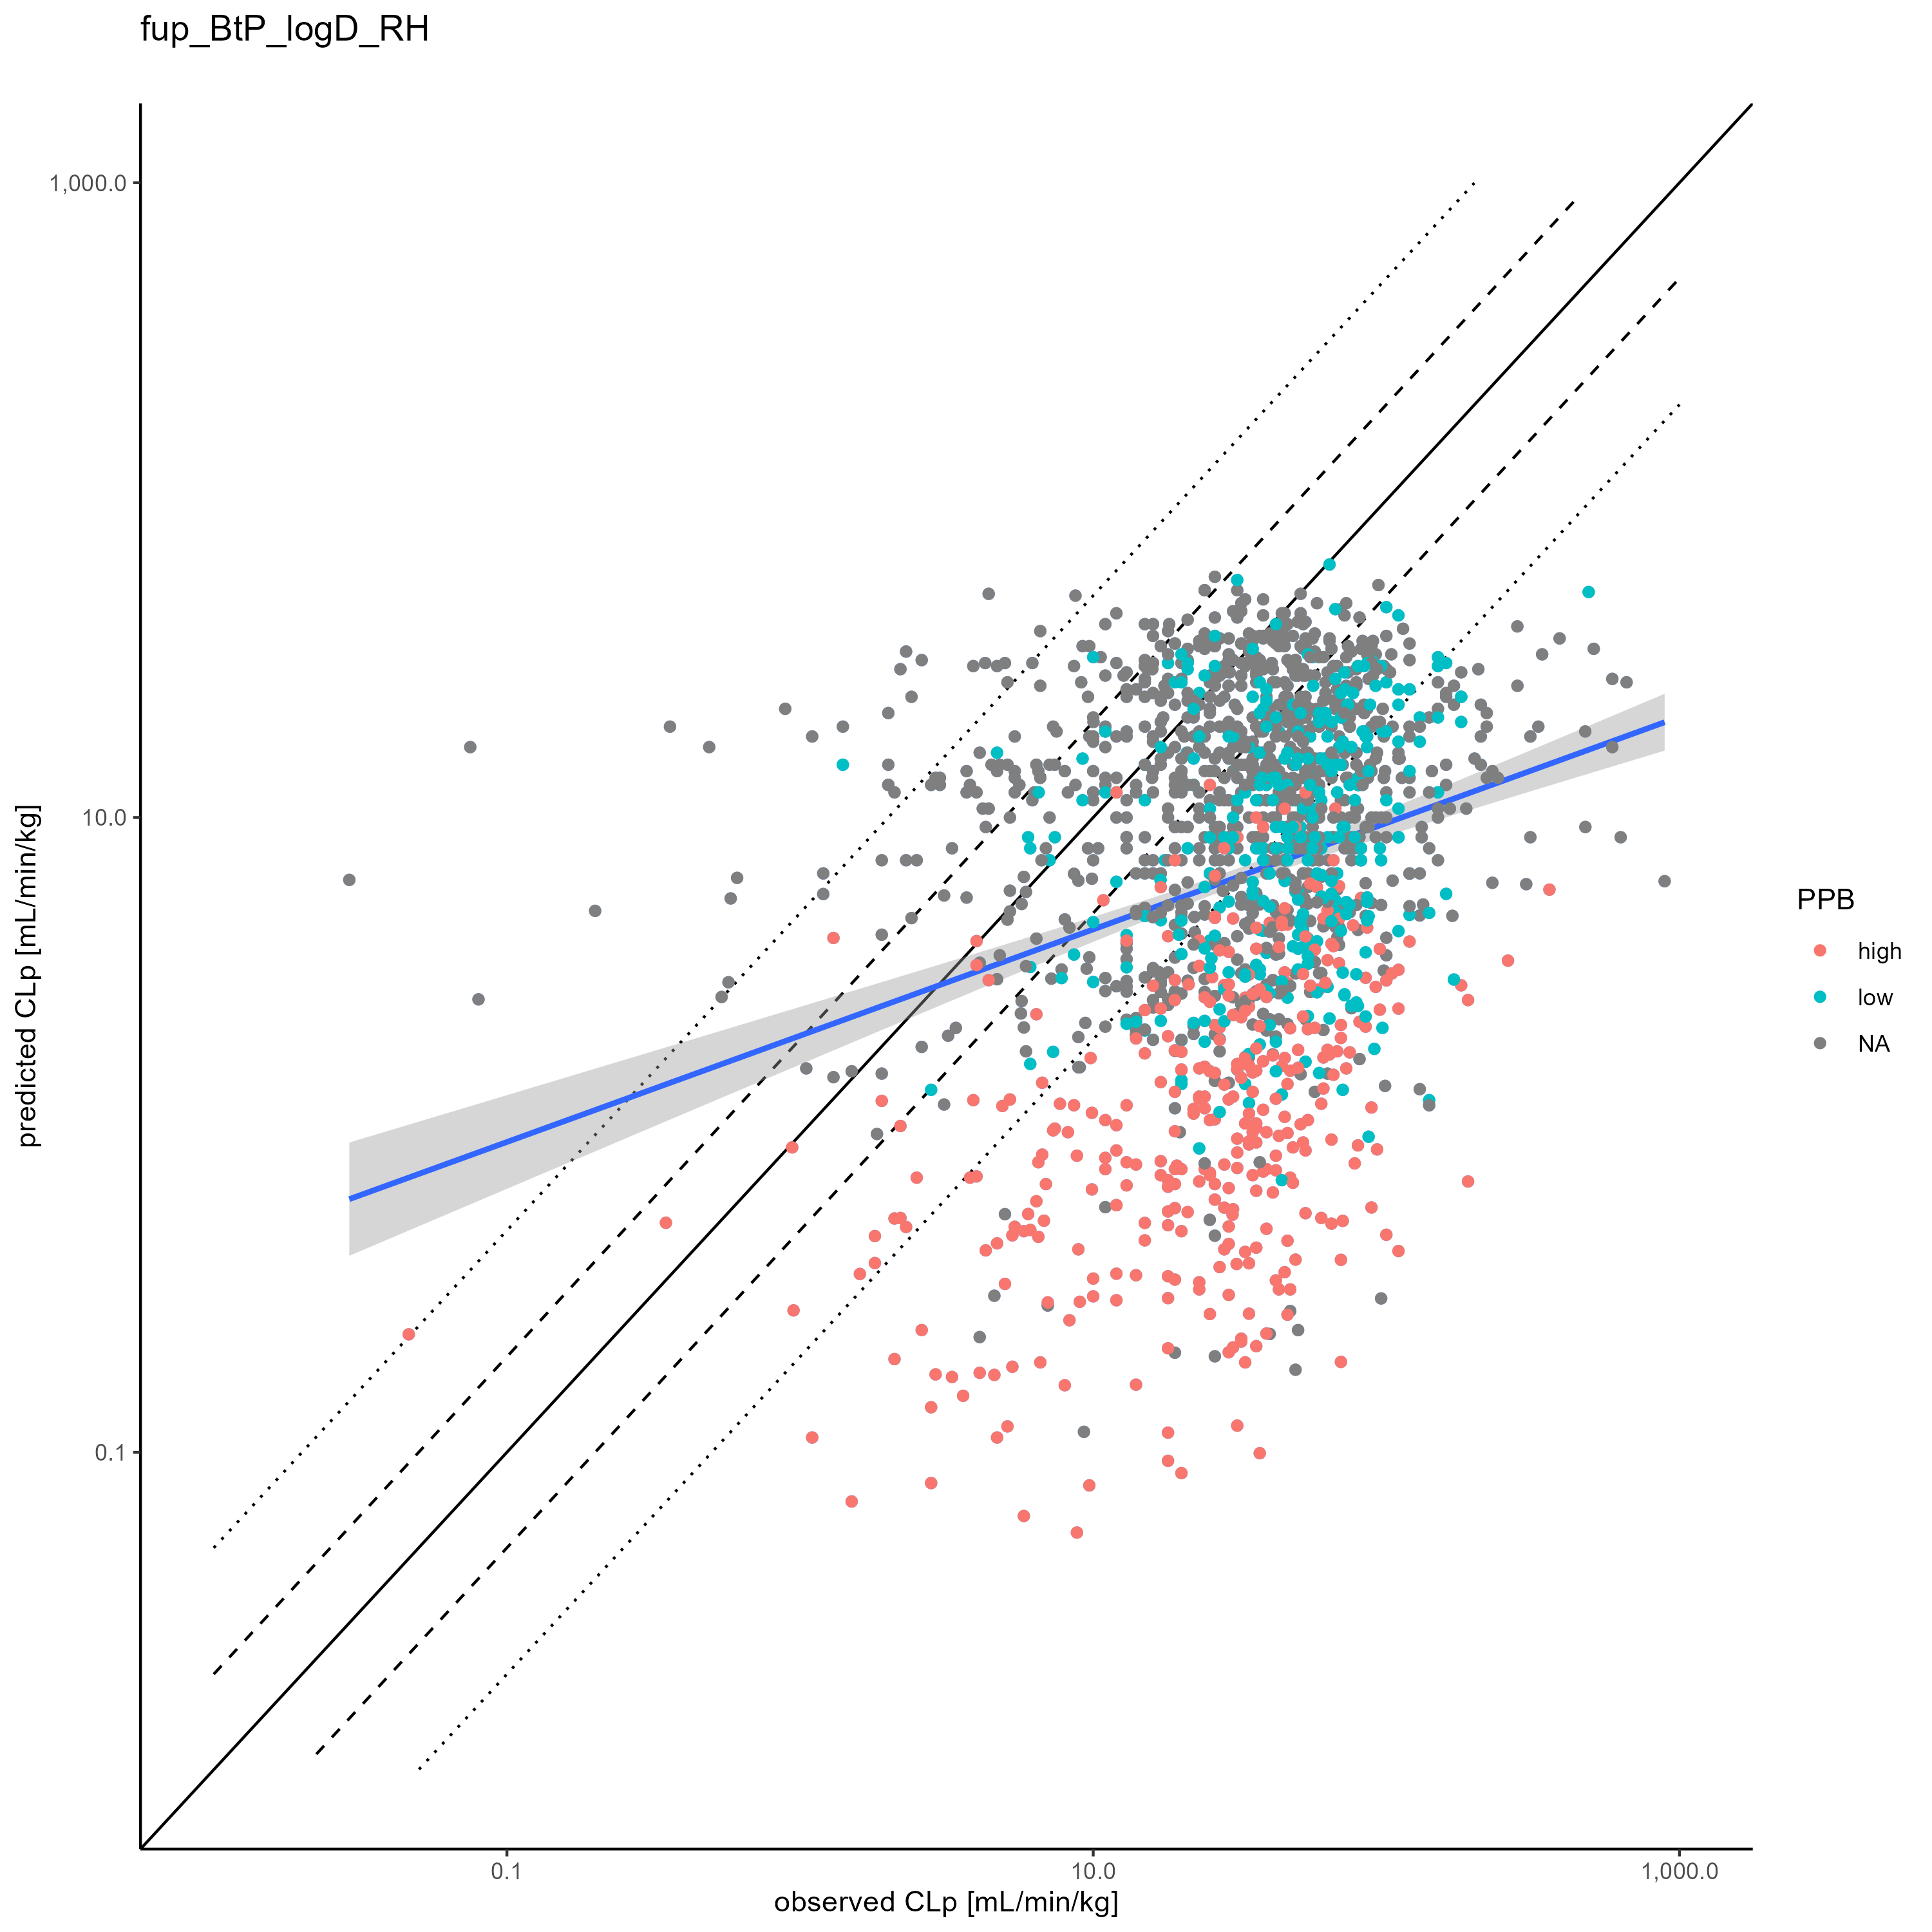 fup_BtP_logD_RH
1,000.0
10.0
0.1
predicted CLp [mL/min/kg]
0.1
10.0
1,000.0
observed CLp [mL/min/kg]
PPB
high
low
NA